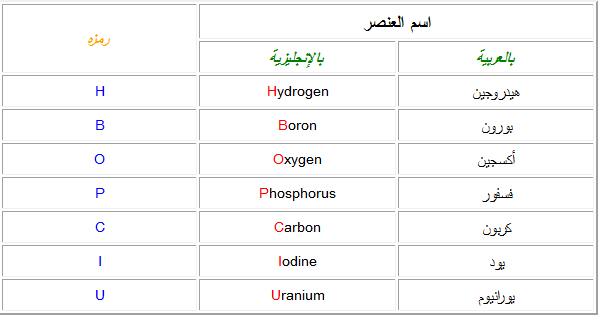 اسم العنصر
رمزه
بالعربية بالإنجليزية
هيدروجين Hydrogen H
بورون Boron B
أكسجين Oxygen O
فسفور Phosphorus P
كربون Carbon C
يود Iodine I
يورانيوم Uranium U